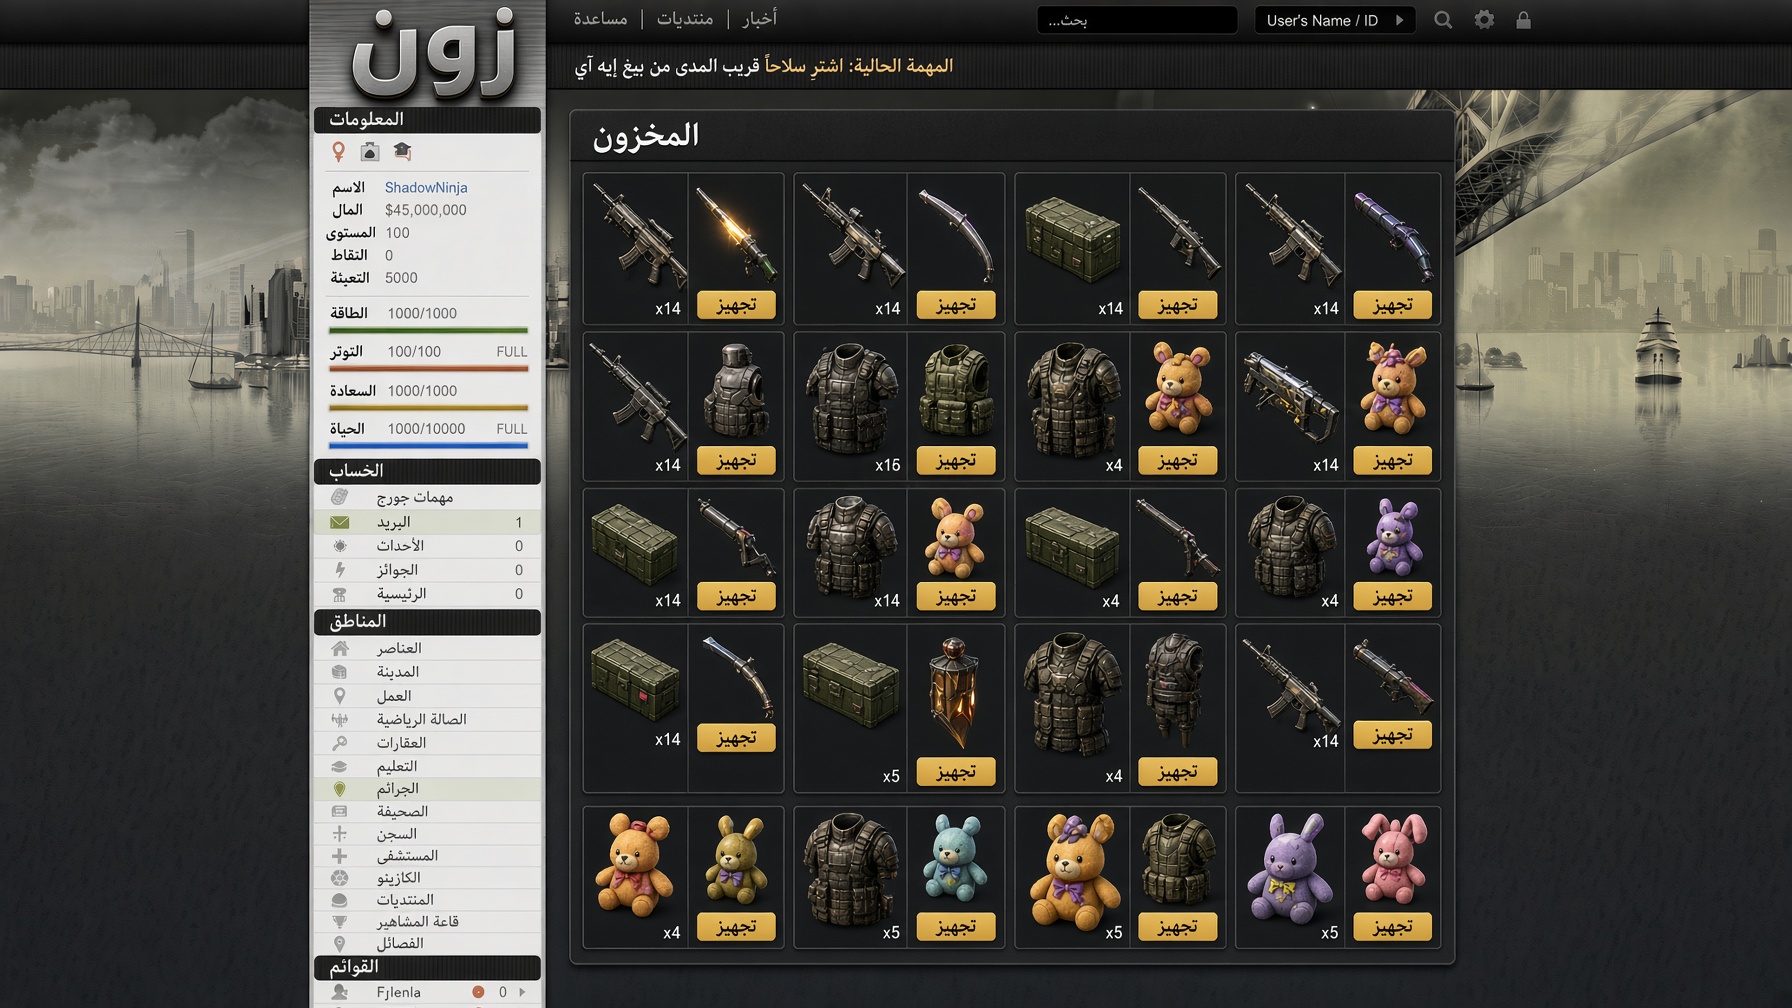 زون
أخبار | منتديات | مساعدة
بحث...
User's Name / ID
المهمة الحالية: اشترِ سلاحاً قريب المدى من بيغ إيه آي
المعلومات
الاسم ShadowNinja
المال $45,000,000
المستوى 100
النقاط 0
التعبئة 5000
الطاقة 1000/1000
التوتر 100/100 FULL
السعادة 1000/1000
الحياة 1000/10000 FULL
الخساب
مهمات جورج
البريد 1
الأحداث 0
الجوائز 0
الرئيسية 0
المناطق
العناصر
المدينة
العمل
الصالة الرياضية
العقارات
التعليم
الجرائم
الصحيفة
السجن
المستشفى
الكازينو
المنتديات
قاعة المشاهير
الفصائل
القوائم
0
المخزون
x14 تجهيز x14 تجهيز x14 تجهيز x14 تجهيز
x14 تجهيز x16 تجهيز x4 تجهيز x14 تجهيز
x14 تجهيز x14 تجهيز x4 تجهيز x4 تجهيز
x14 تجهيز x5 تجهيز x4 تجهيز x14 تجهيز
x4 تجهيز x5 تجهيز x5 تجهيز x5 تجهيز